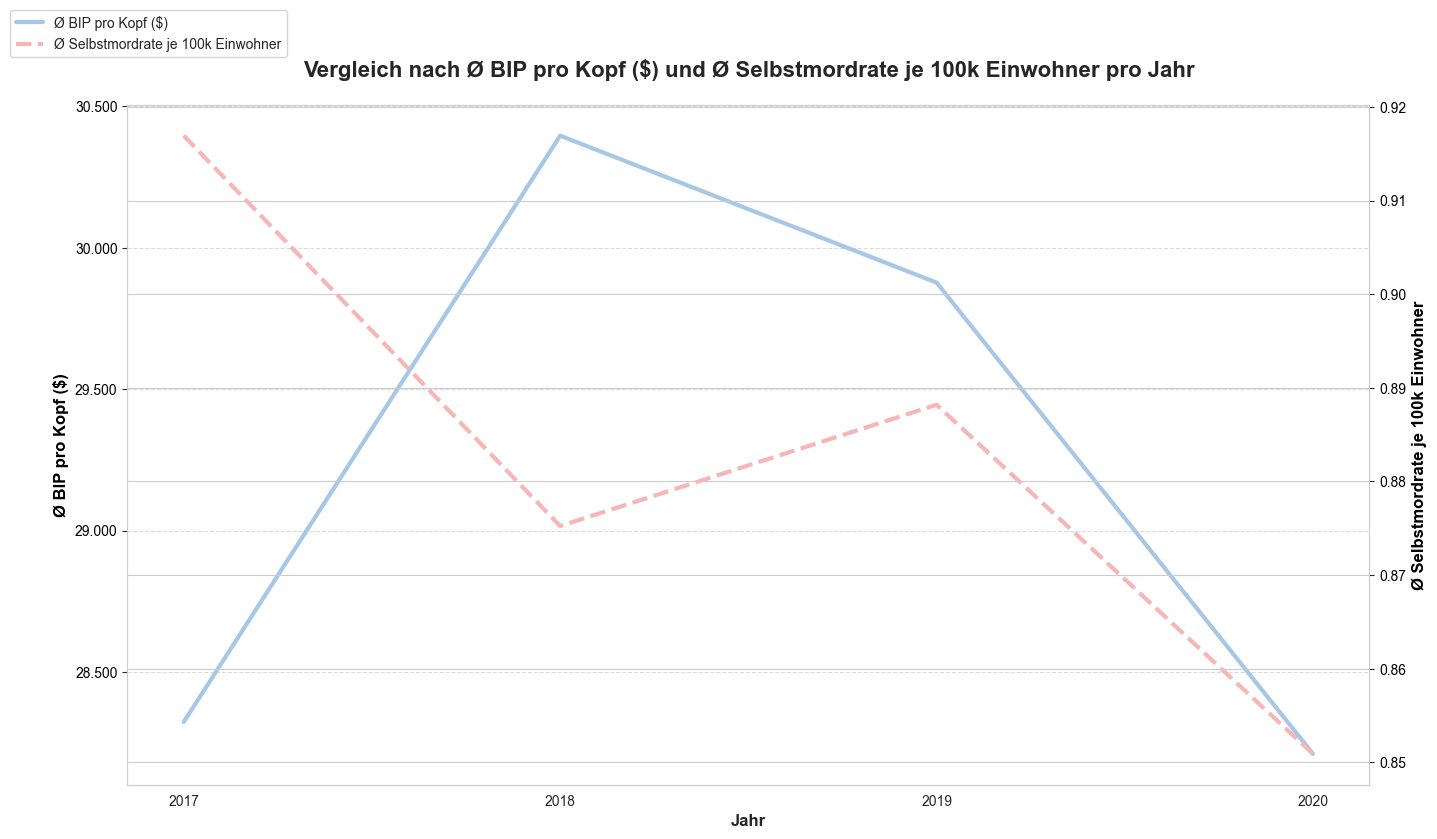 Ø BIP pro Kopf ($)
Ø Selbstmordrate je 100k Einwohner
Vergleich nach Ø BIP pro Kopf ($) und Ø Selbstmordrate je 100k Einwohner pro Jahr
30.500
30.000
29.500
29.000
28.500
Ø BIP pro Kopf ($)
0.92
0.91
0.90
0.89
0.88
0.87
0.86
0.85
Ø Selbstmordrate je 100k Einwohner
2017
2018
2019
2020
Jahr